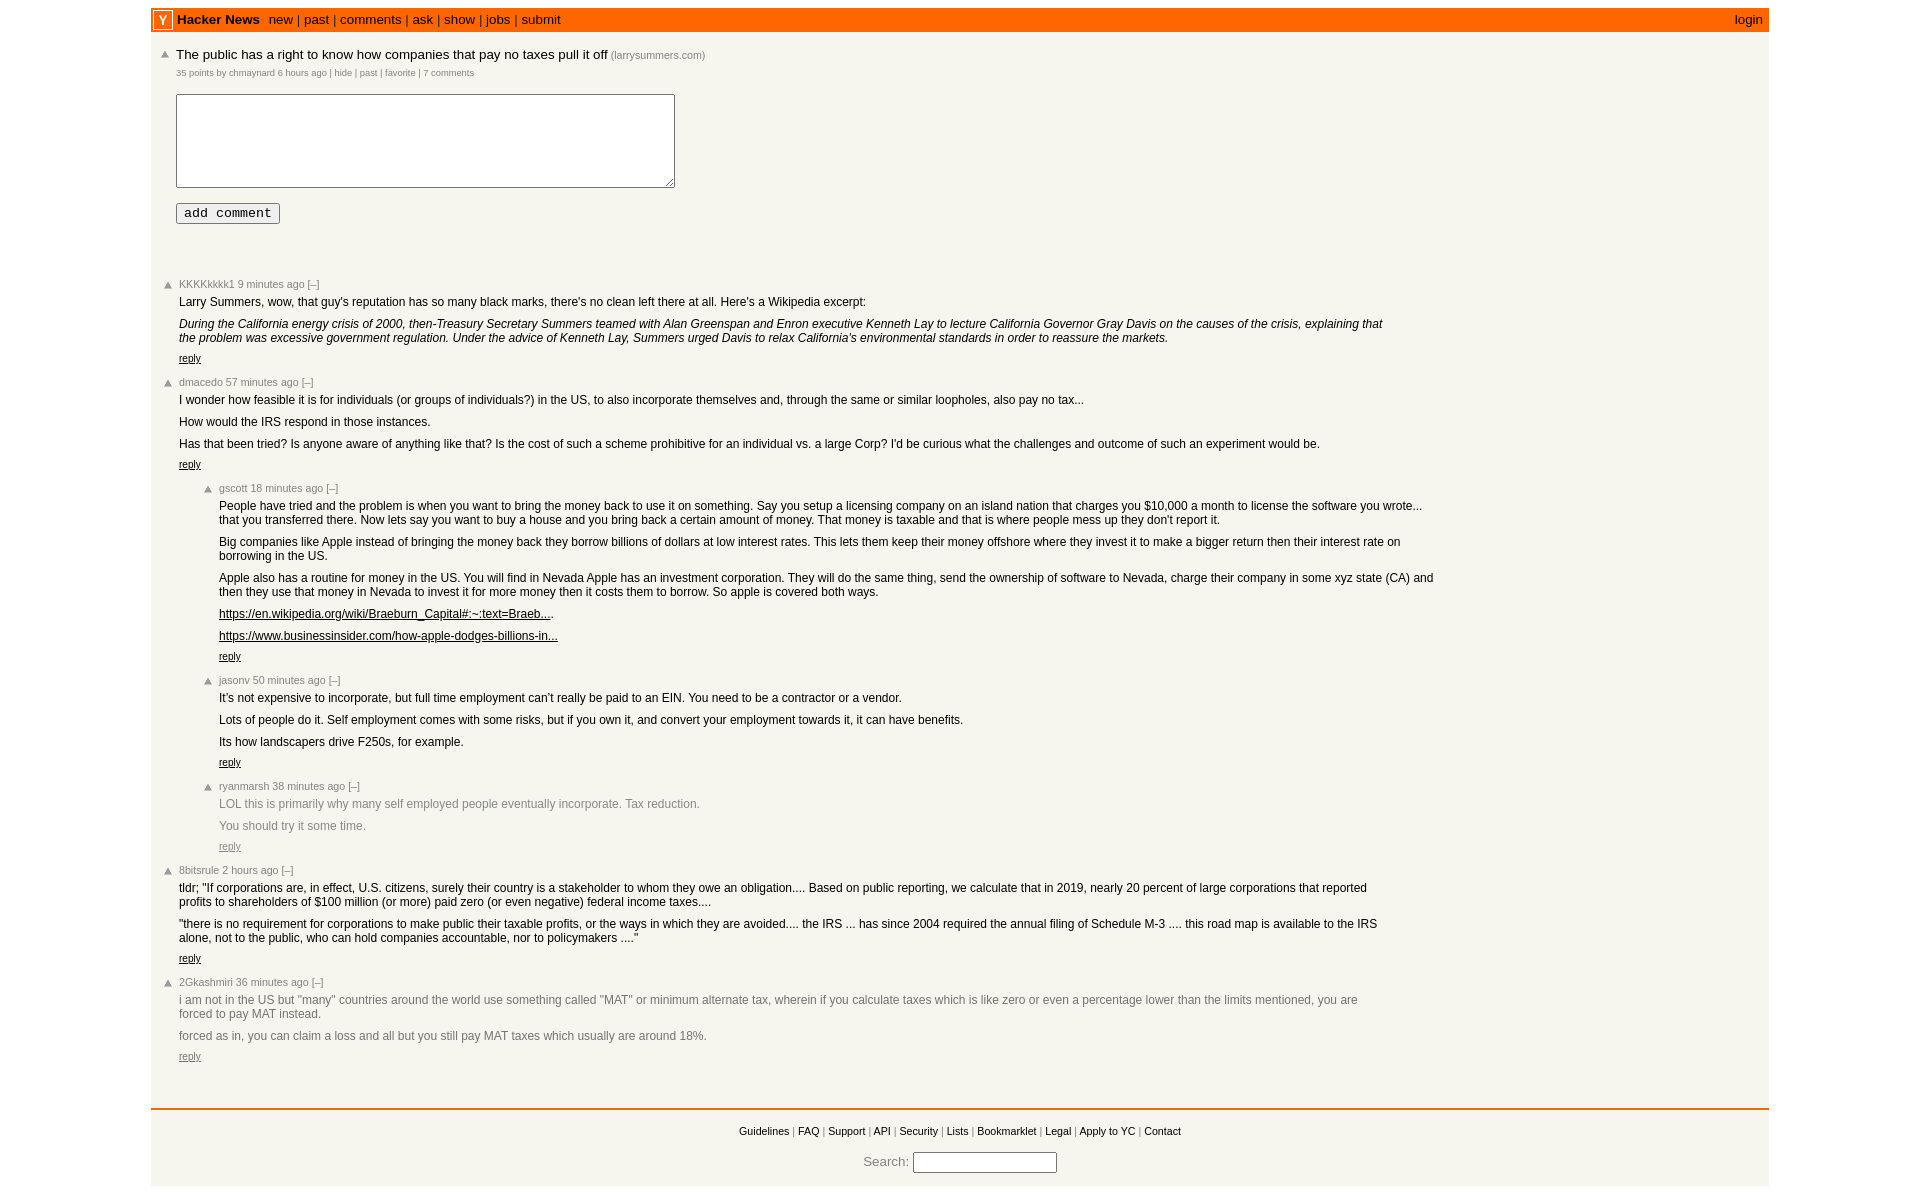 Y Hacker News new | past | comments | ask | show | jobs | submit login
The public has a right to know how companies that pay no taxes pull it off (larrysummers.com)
35 points by chmaynard 6 hours ago | hide | past | favorite | 7 comments
add comment
KKKKkkkk1 9 minutes ago [–]
Larry Summers, wow, that guy's reputation has so many black marks, there's no clean left there at all. Here's a Wikipedia excerpt:
During the California energy crisis of 2000, then-Treasury Secretary Summers teamed with Alan Greenspan and Enron executive Kenneth Lay to lecture California Governor Gray Davis on the causes of the crisis, explaining that
the problem was excessive government regulation. Under the advice of Kenneth Lay, Summers urged Davis to relax California's environmental standards in order to reassure the markets.
reply
dmacedo 57 minutes ago [–]
I wonder how feasible it is for individuals (or groups of individuals?) in the US, to also incorporate themselves and, through the same or similar loopholes, also pay no tax...
How would the IRS respond in those instances.
Has that been tried? Is anyone aware of anything like that? Is the cost of such a scheme prohibitive for an individual vs. a large Corp? I'd be curious what the challenges and outcome of such an experiment would be.
reply
gscott 18 minutes ago [–]
People have tried and the problem is when you want to bring the money back to use it on something. Say you setup a licensing company on an island nation that charges you $10,000 a month to license the software you wrote...
that you transferred there. Now lets say you want to buy a house and you bring back a certain amount of money. That money is taxable and that is where people mess up they don't report it.
Big companies like Apple instead of bringing the money back they borrow billions of dollars at low interest rates. This lets them keep their money offshore where they invest it to make a bigger return then their interest rate on
borrowing in the US.
Apple also has a routine for money in the US. You will find in Nevada Apple has an investment corporation. They will do the same thing, send the ownership of software to Nevada, charge their company in some xyz state (CA) and
then they use that money in Nevada to invest it for more money then it costs them to borrow. So apple is covered both ways.
https://en.wikipedia.org/wiki/Braeburn_Capital#:~:text=Braeb....
https://www.businessinsider.com/how-apple-dodges-billions-in...
reply
jasonv 50 minutes ago [–]
It’s not expensive to incorporate, but full time employment can’t really be paid to an EIN. You need to be a contractor or a vendor.
Lots of people do it. Self employment comes with some risks, but if you own it, and convert your employment towards it, it can have benefits.
Its how landscapers drive F250s, for example.
reply
ryanmarsh 38 minutes ago [–]
LOL this is primarily why many self employed people eventually incorporate. Tax reduction.
You should try it some time.
reply
8bitsrule 2 hours ago [–]
tldr; "If corporations are, in effect, U.S. citizens, surely their country is a stakeholder to whom they owe an obligation.... Based on public reporting, we calculate that in 2019, nearly 20 percent of large corporations that reported
profits to shareholders of $100 million (or more) paid zero (or even negative) federal income taxes....
"there is no requirement for corporations to make public their taxable profits, or the ways in which they are avoided.... the IRS ... has since 2004 required the annual filing of Schedule M-3 .... this road map is available to the IRS
alone, not to the public, who can hold companies accountable, nor to policymakers ...."
reply
2Gkashmiri 36 minutes ago [–]
i am not in the US but "many" countries around the world use something called "MAT" or minimum alternate tax, wherein if you calculate taxes which is like zero or even a percentage lower than the limits mentioned, you are
forced to pay MAT instead.
forced as in, you can claim a loss and all but you still pay MAT taxes which usually are around 18%.
reply
Guidelines | FAQ | Support | API | Security | Lists | Bookmarklet | Legal | Apply to YC | Contact
Search: